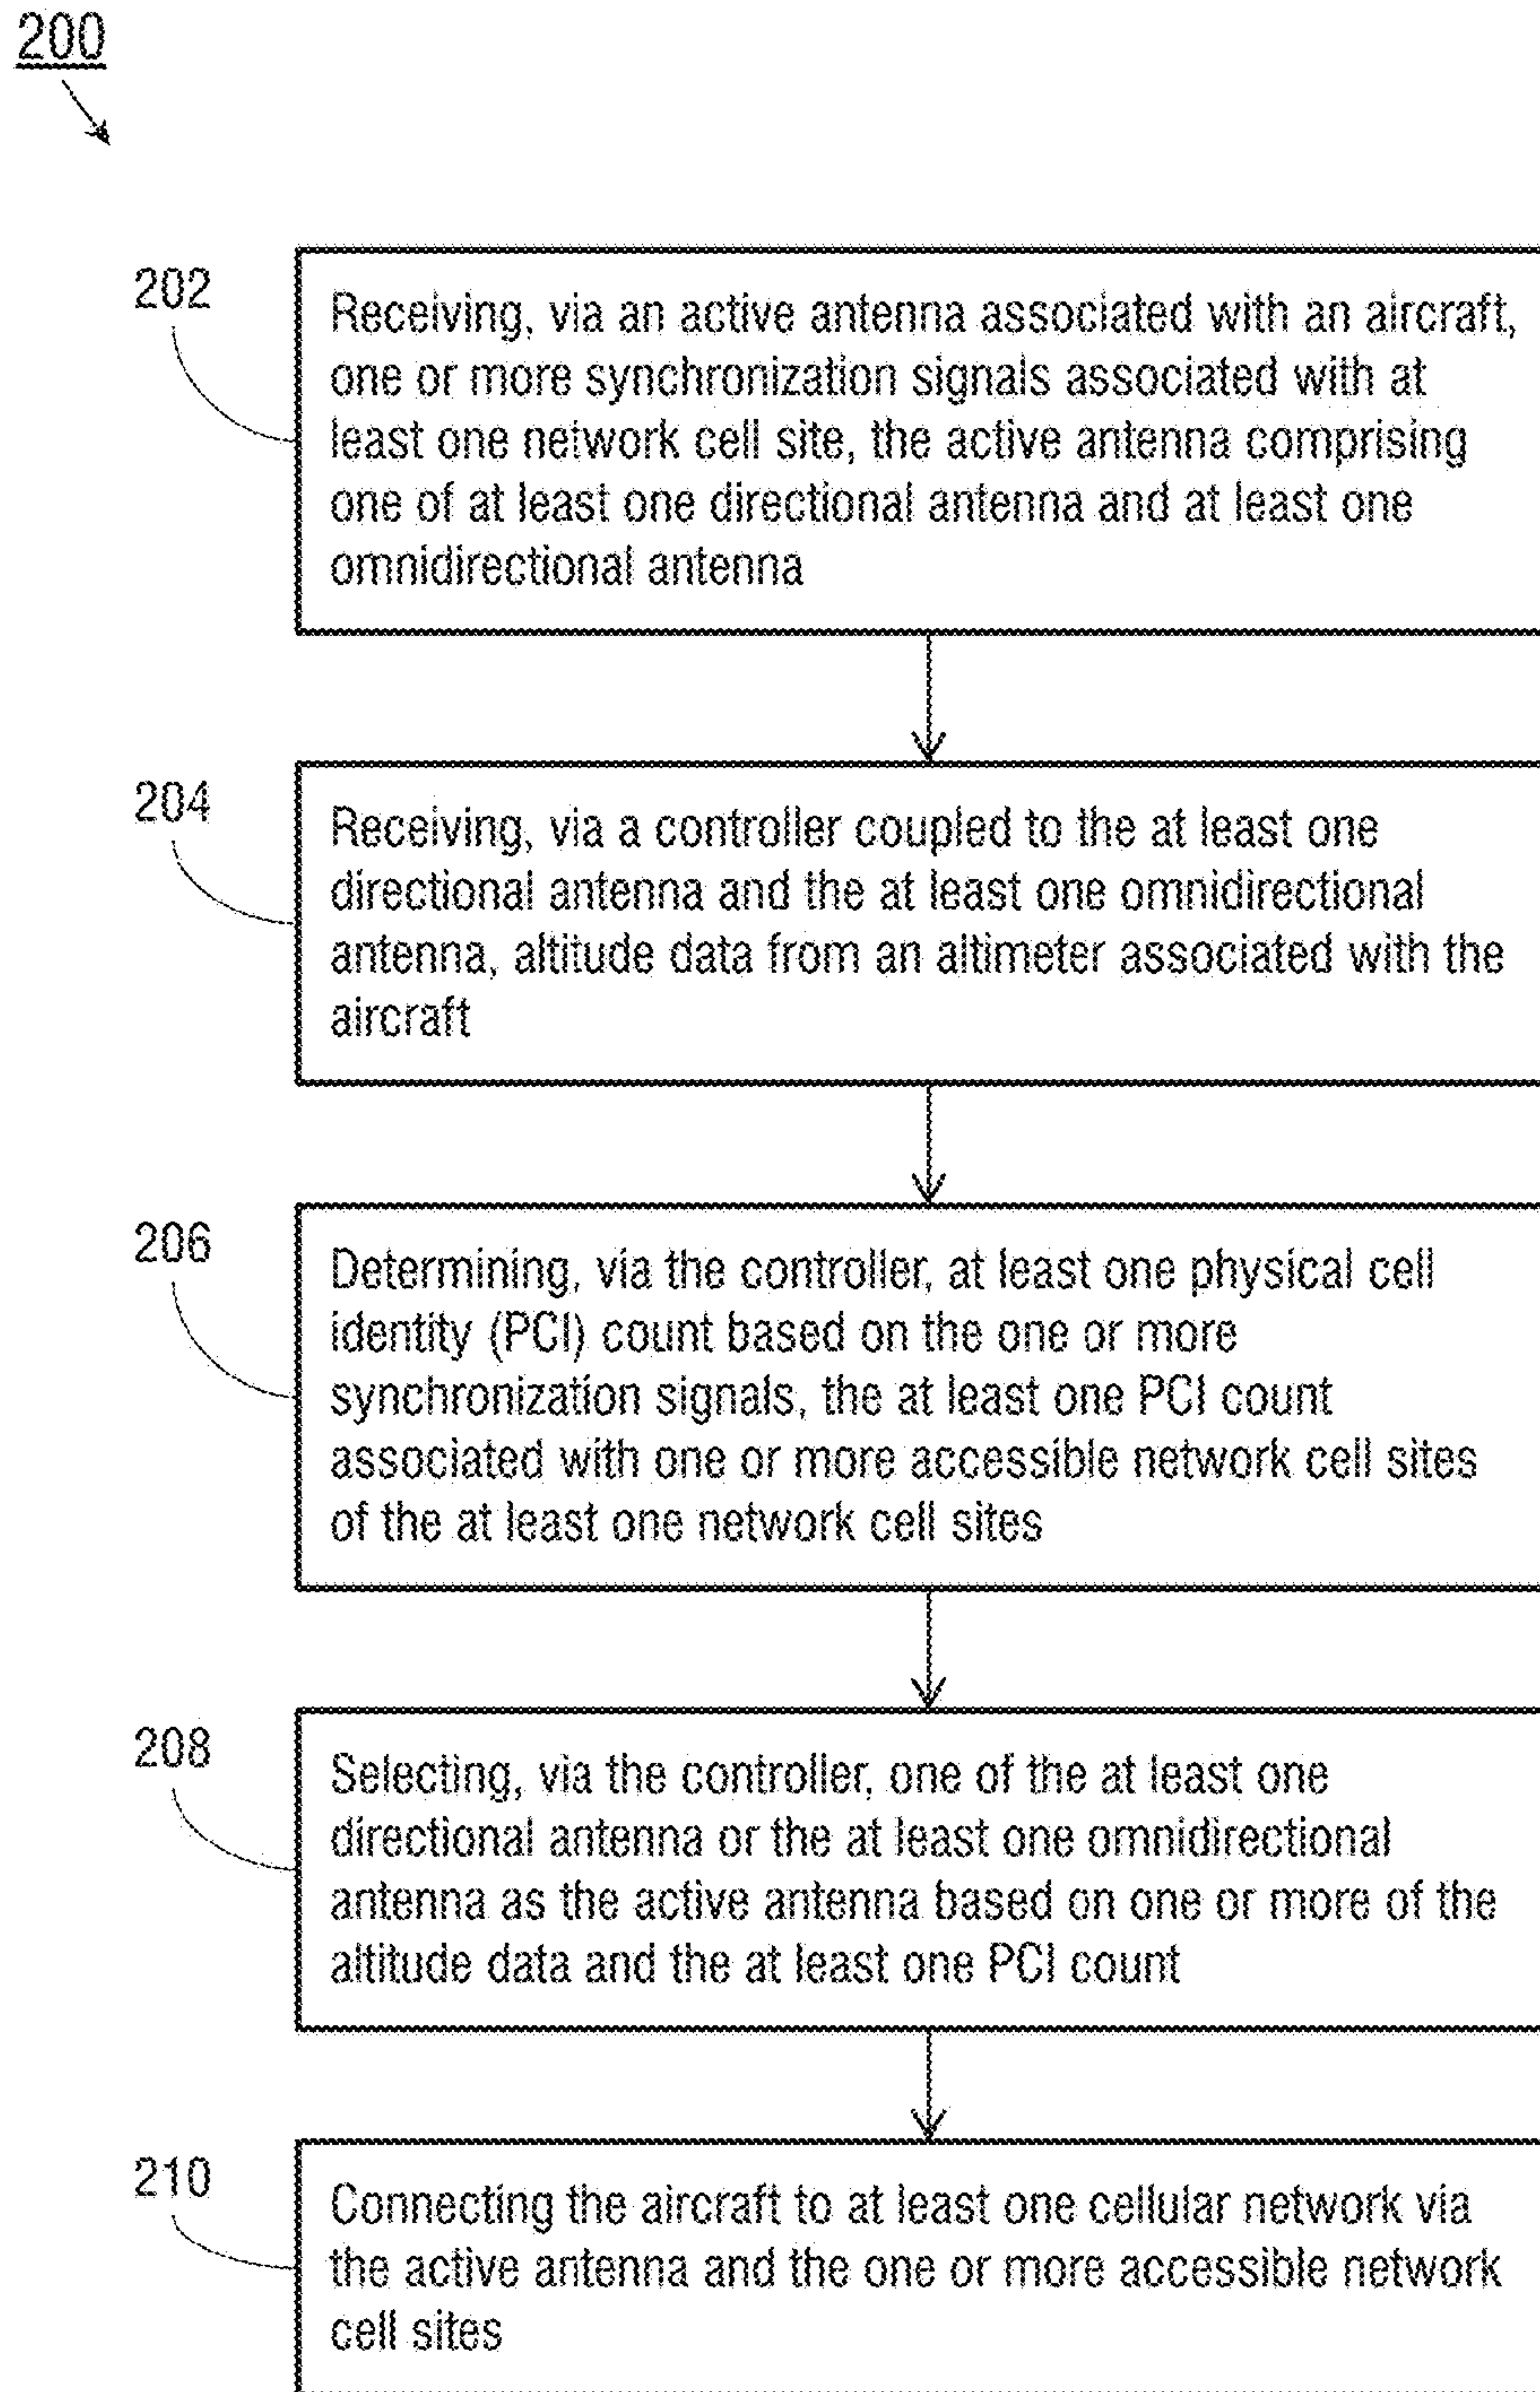 200
202
Receiving, via an active antenna associated with an aircraft,
one or more synchronization signals associated with at
least one network cell site, the active antenna comprising
one of at least one directional antenna and at least one
omnidirectional antenna
204
Receiving, via a controller coupled to the at least one
directional antenna and the at least one omnidirectional
antenna, altitude data from an altimeter associated with the
aircraft
206
Determining, via the controller, at least one physical cell
identity (PCI) count based on the one or more
synchronization signals, the at least one PCI count
associated with one or more accessible network cell sites
of the at least one network cell sites
208
Selecting, via the controller, one of the at least one
directional antenna or the at least one omnidirectional
antenna as the active antenna based on one or more of the
altitude data and the at least one PCI count
210
Connecting the aircraft to at least one cellular network via
the active antenna and the one or more accessible network
cell sites